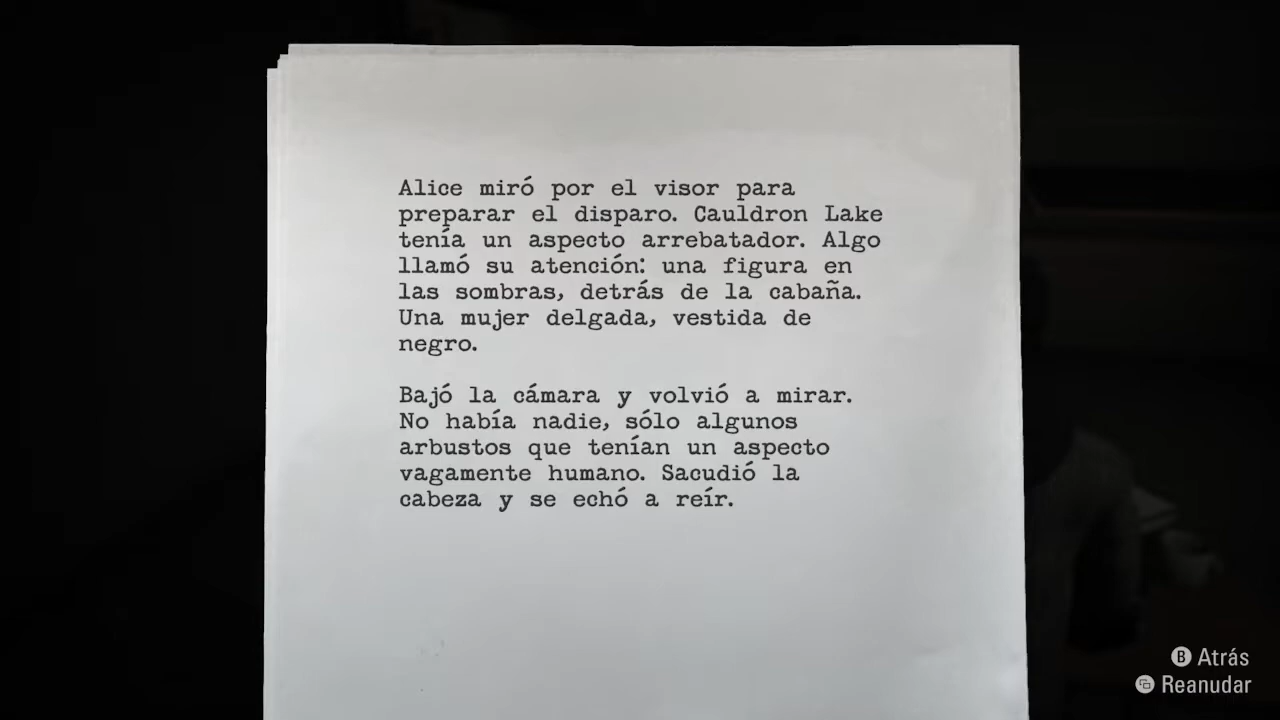 Alice miró por el visor para
preparar el disparo. Cauldron Lake
tenía un aspecto arrebatador. Algo
llamó su atención: una figura en
las sombras, detrás de la cabaña.
Una mujer delgada, vestida de
negro.
Bajó la cámara y volvió a mirar.
No había nadie, sólo algunos
arbustos que tenían un aspecto
vagamente humano. Sacudió la
cabeza y se echó a reír.
B Atrás
Reanudar